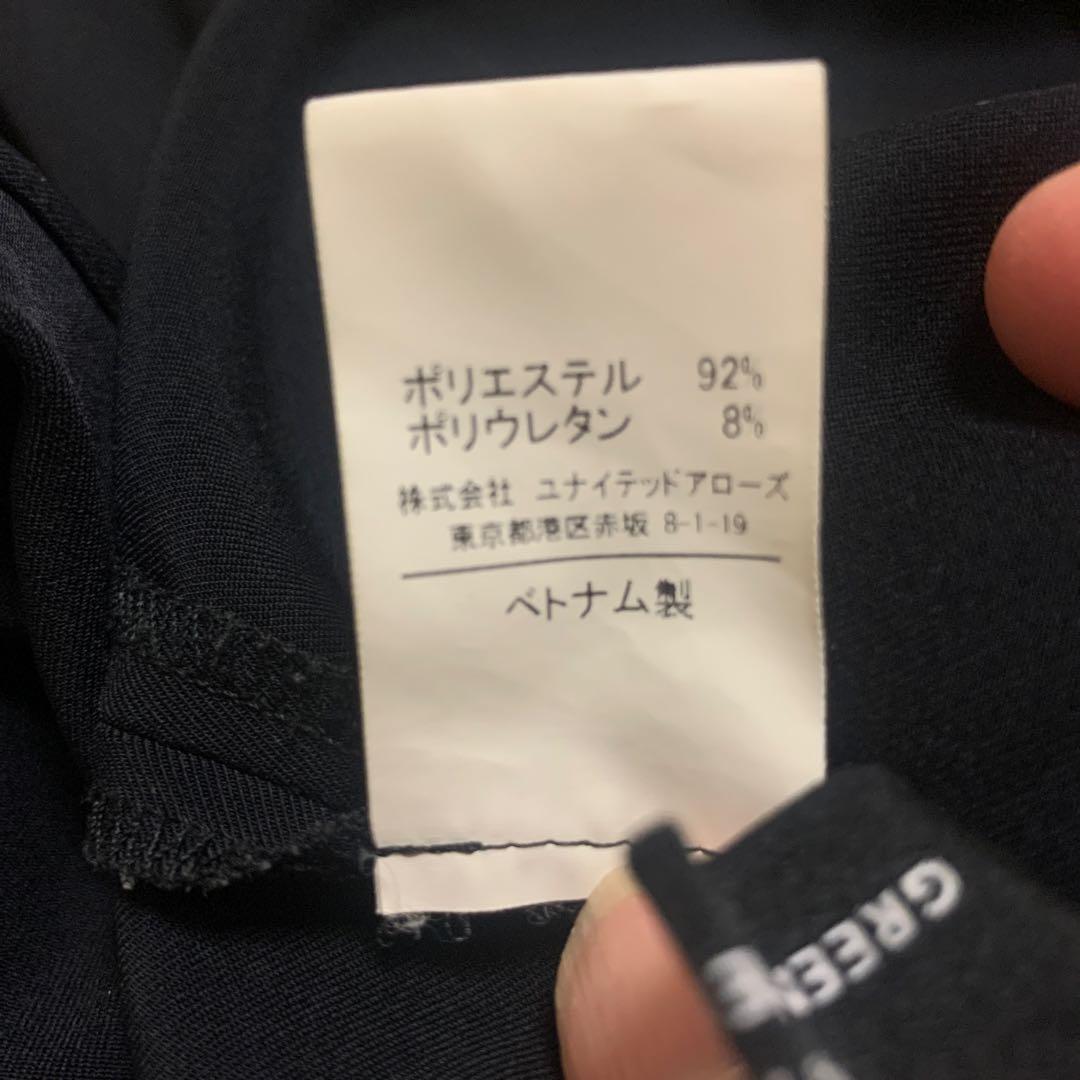 ポリエステル 92%
ポリウレタン 8%
株式会社 ユナイテッドアローズ
東京都港区赤坂 8-1-19
ベトナム製
GREEN